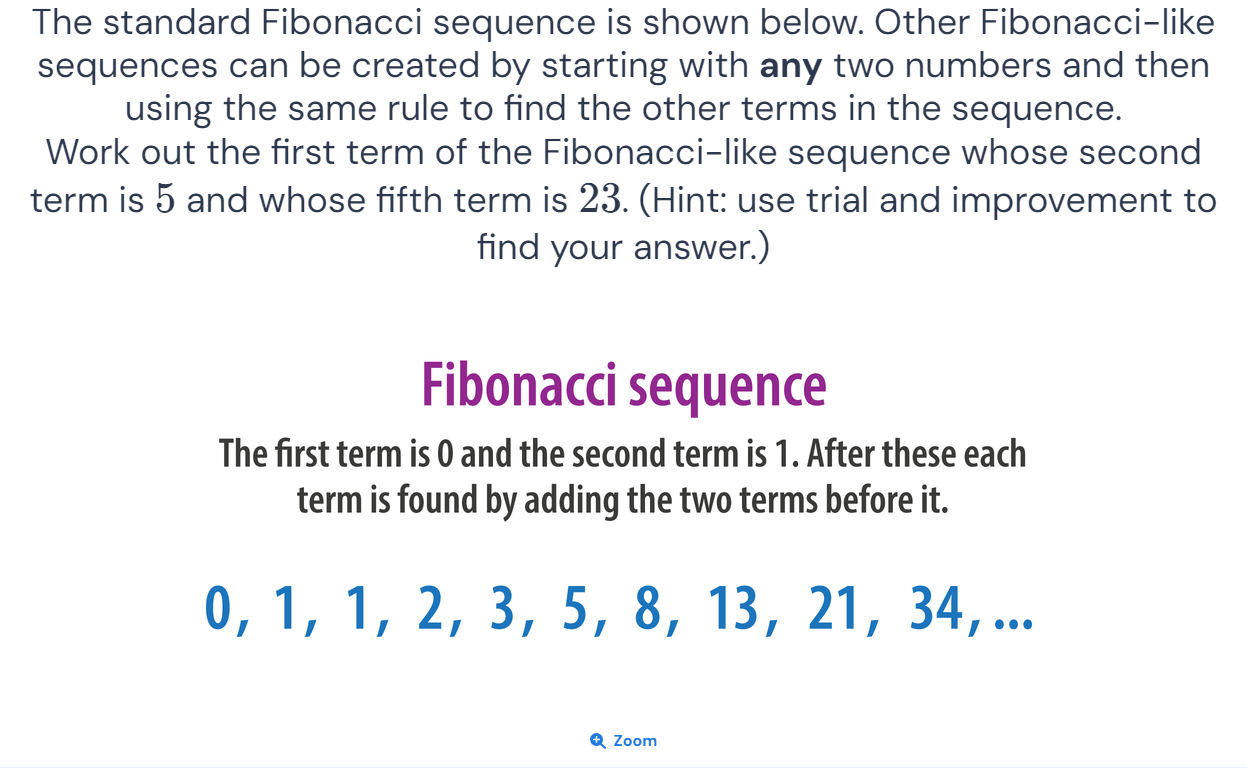 The standard Fibonacci sequence is shown below. Other Fibonacci-like
sequences can be created by starting with any two numbers and then
using the same rule to find the other terms in the sequence.
Work out the first term of the Fibonacci-like sequence whose second
term is 5 and whose fifth term is 23. (Hint: use trial and improvement to
find your answer.)
Fibonacci sequence
The first term is 0 and the second term is 1. After these each
term is found by adding the two terms before it.
0, 1, 1, 2, 3, 5, 8, 13, 21, 34, ...
Zoom